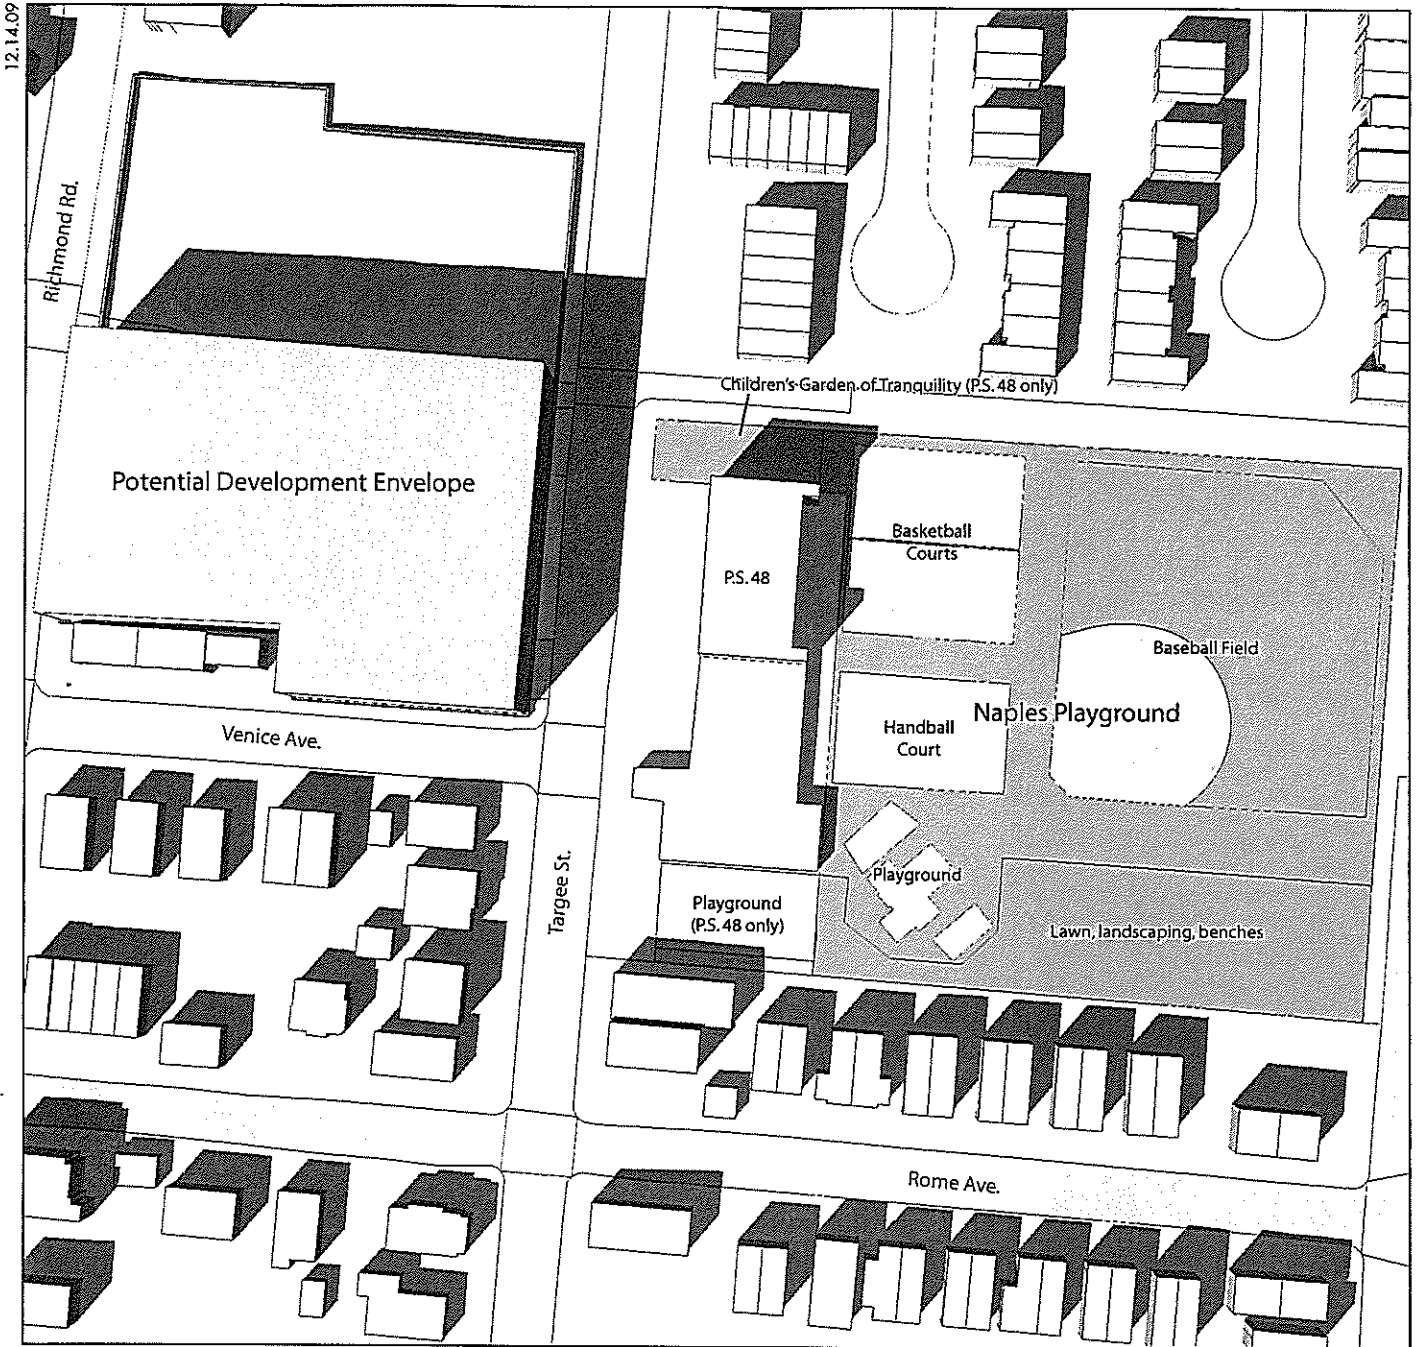 12.14.09
Richmond Rd.
Children's Garden of Tranquility (P.S. 48 only)
Potential Development Envelope
Basketball
Courts
P.S. 48
Baseball Field
Naples Playground
Handball
Court
Venice Ave.
Targee St.
Playground
Playground
(P.S. 48 only)
Lawn, landscaping, benches
Rome Ave.